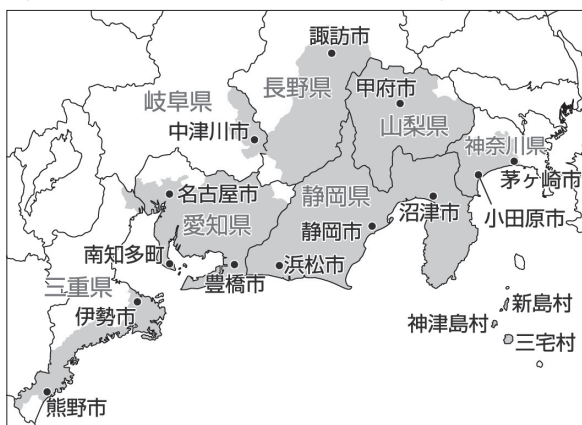 諏訪市
長野県
甲府市
岐阜県
山梨県
中津川市
神奈川県
茅ヶ崎市
名古屋市
静岡県
沼津市
小田原市
愛知県
静岡市
南知多町
浜松市
豊橋市
三重県
伊勢市
新島村
神津島村
三宅村
熊野市